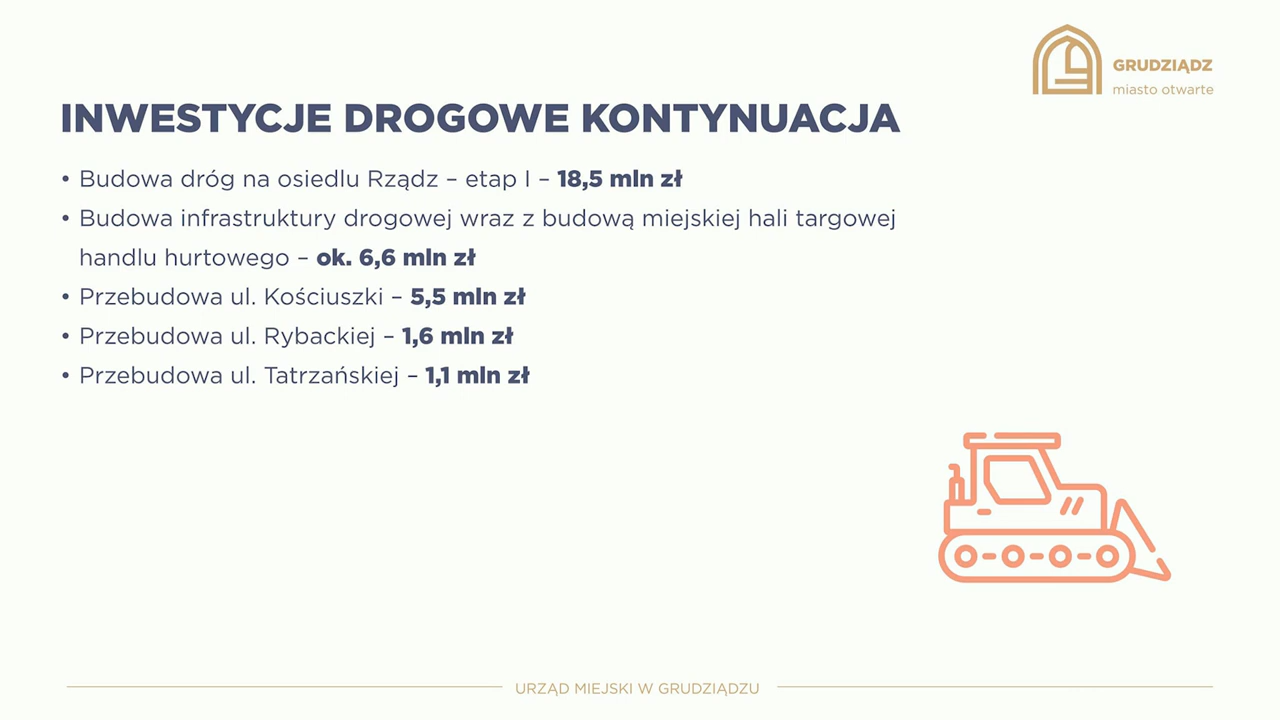 GRUDZIĄDZ
miasto otwarte
INWESTYCJE DROGOWE KONTYNUACJA
• Budowa dróg na osiedlu Rządz – etap I – 18,5 mln zł
• Budowa infrastruktury drogowej wraz z budową miejskiej hali targowej
handlu hurtowego – ok. 6,6 mln zł
• Przebudowa ul. Kościuszki – 5,5 mln zł
• Przebudowa ul. Rybackiej – 1,6 mln zł
• Przebudowa ul. Tatrzańskiej – 1,1 mln zł
URZĄD MIEJSKI W GRUDZIĄDZU